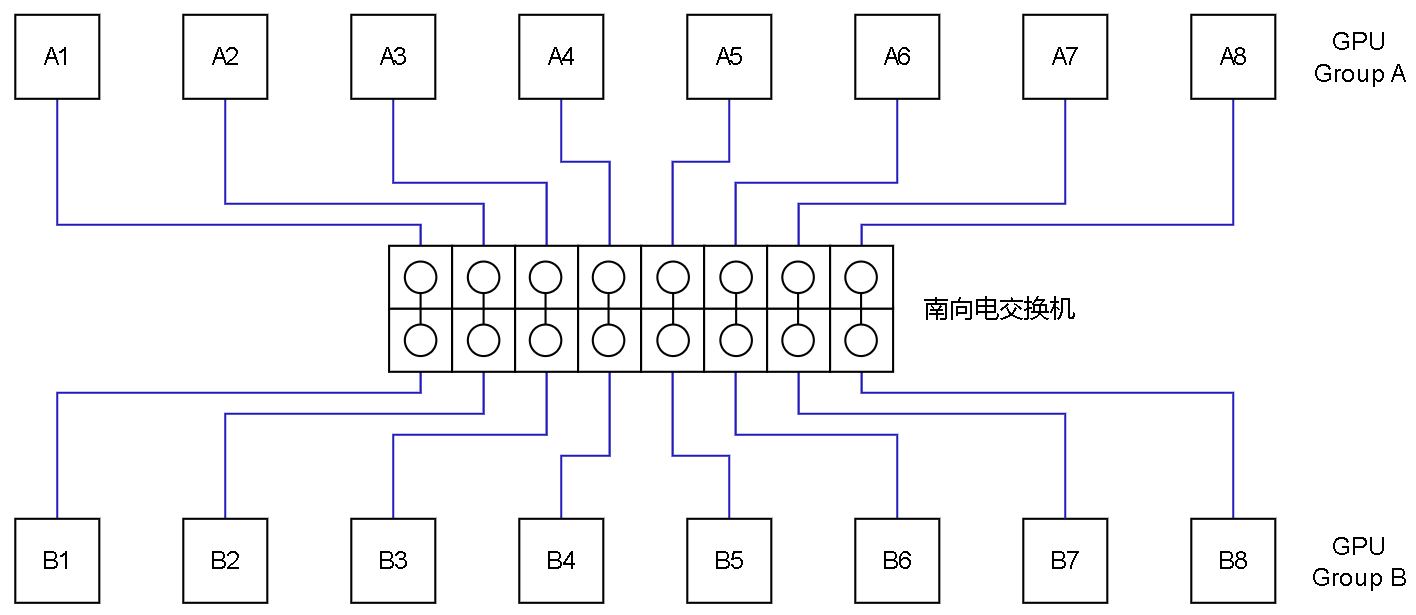 A1
A2
A3
A4
A5
A6
A7
A8
GPU
Group A
南向电交换机
B1
B2
B3
B4
B5
B6
B7
B8
GPU
Group B